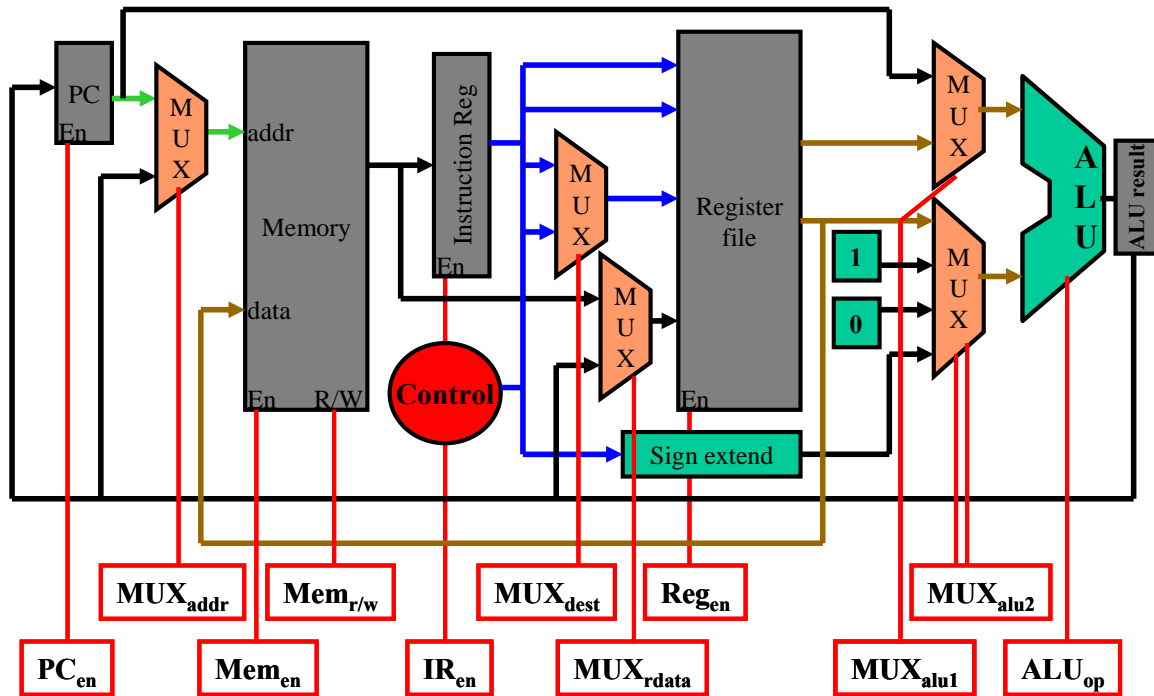 PC
En
M
U
X
addr
Memory
data
En
R/W
Instruction Reg
En
Control
M
U
X
M
U
X
Register
file
En
Sign extend
1
0
M
U
X
M
U
X
A
L
U
ALU result
MUXaddr
Memr/w
MUXdest
Regen
MUXalu2
PCen
Memen
IRen
MUXrdata
MUXalu1
ALUop